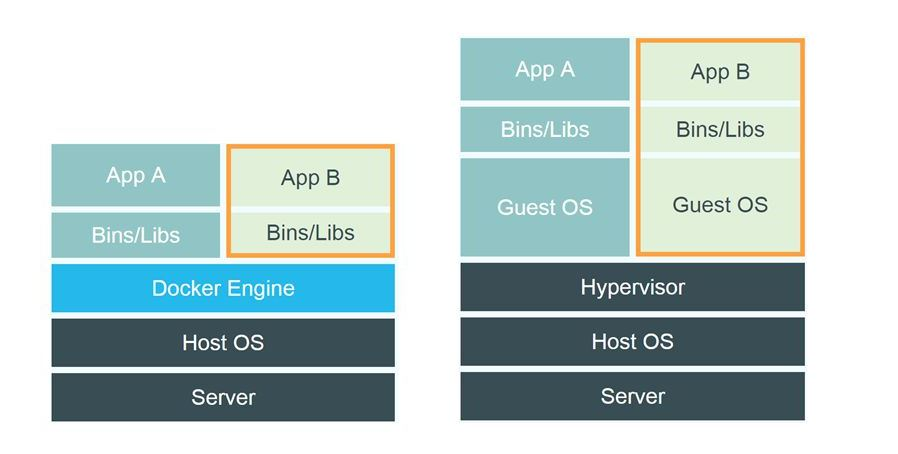 App A
App B
Bins/Libs
Bins/Libs
Docker Engine
Host OS
Server
App A
App B
Bins/Libs
Bins/Libs
Guest OS
Guest OS
Hypervisor
Host OS
Server